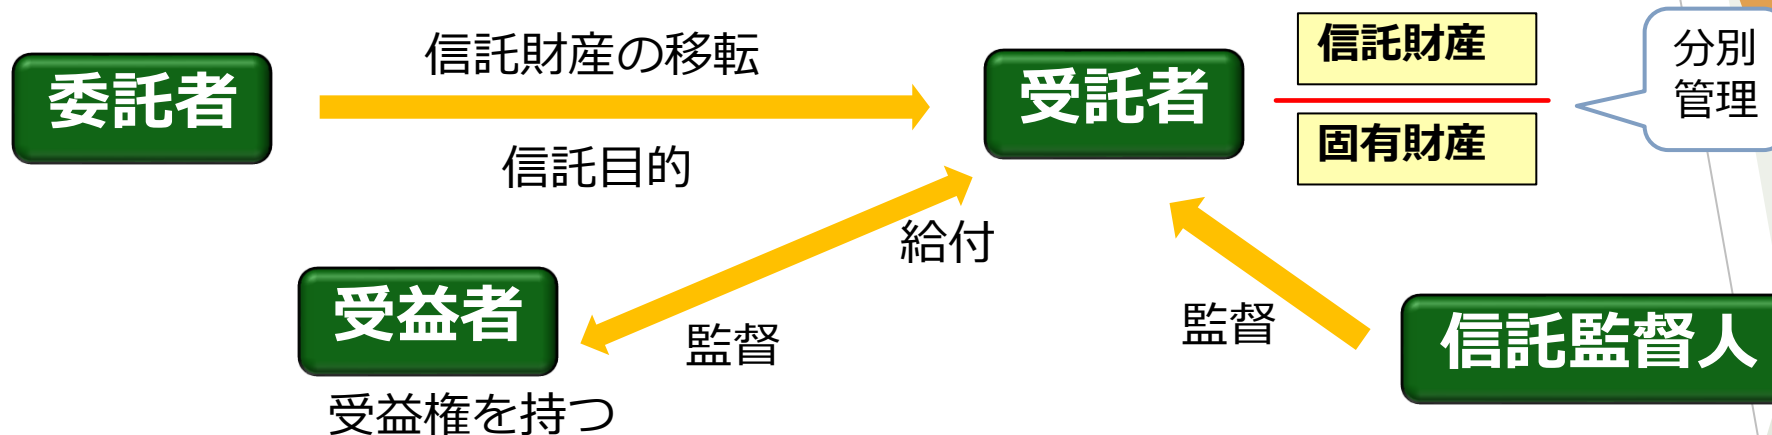 委託者
信託財産の移転
信託目的
受託者
信託財産
固有財産
分別
管理
給付
受益者
監督
受益権を持つ
監督
信託監督人